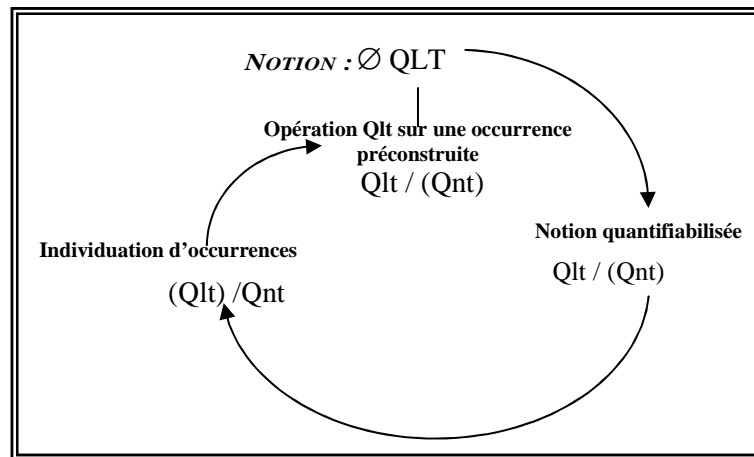 NOTION : ∅ QLT
Opération Qlt sur une occurrence
préconstruite
Qlt / (Qnt)
Notion quantifiabilisée
Qlt / (Qnt)
Individuation d’occurrences
(Qlt) /Qnt